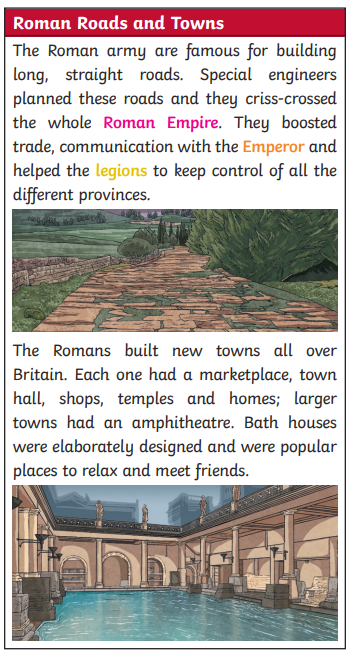 Roman Roads and Towns
The Roman army are famous for building
long, straight roads. Special engineers
planned these roads and they criss-crossed
the whole Roman Empire. They boosted
trade, communication with the Emperor and
helped the legions to keep control of all the
different provinces.
The Romans built new towns all over
Britain. Each one had a marketplace, town
hall, shops, temples and homes; larger
towns had an amphitheatre. Bath houses
were elaborately designed and were popular
places to relax and meet friends.